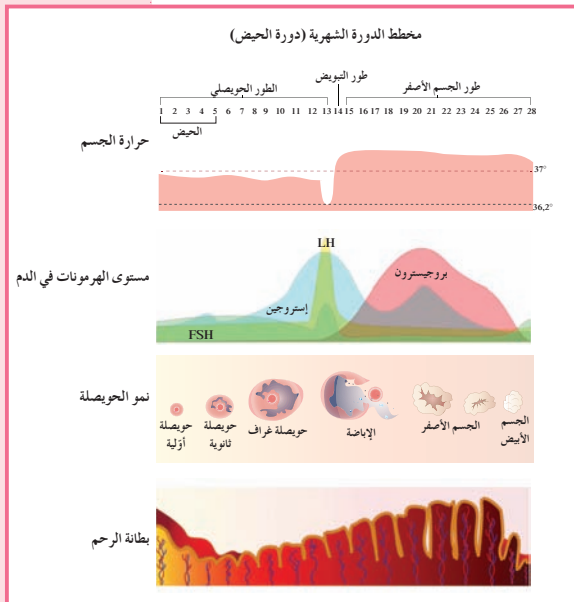 مخطط الدورة الشهرية (دورة الحيض)
طور التبويض
الطور الحويصلي
طور الجسم الأصفر
1 2 3 4 5 6 7 8 9 10 11 12 13 14 15 16 17 18 19 20 21 22 23 24 25 26 27 28
الحيض
حرارة الجسم
37°
36,2°
LH
بروجيسترون
مستوى الهرمونات في الدم
إستروجين
FSH
نمو الحويصلة
حويصلة أوّلية
حويصلة ثانوية
حويصلة غراف
الإباضة
الجسم الأصفر
الجسم الأبيض
بطانة الرحم